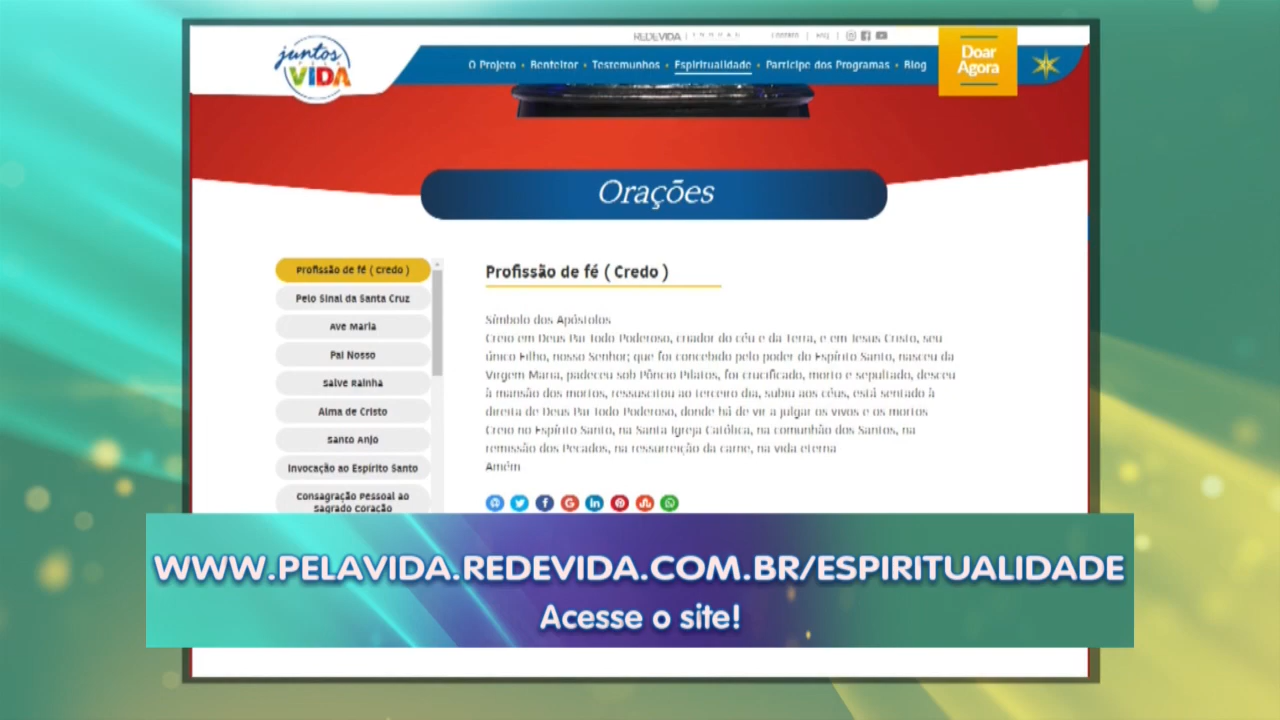 juntos
VIDA
REDEVIDA
O Projeto • Benfeitor • Testemunhos • Espiritualidade • Participe dos Programas • Blog
Doar
Agora
Orações
Profissão de fé ( Credo )
Pelo Sinal da Santa Cruz
Ave Maria
Pai Nosso
Salve Rainha
Alma de Cristo
Santo Anjo
Invocação ao Espírito Santo
Consagração Pessoal ao
Sagrado Coração
Profissão de fé ( Credo )
Símbolo dos Apóstolos
Creio em Deus Pai Todo Poderoso, criador do céu e da Terra, e em Jesus Cristo, seu
único Filho, nosso Senhor; que foi concebido pelo poder do Espírito Santo, nasceu da
Virgem Maria, padeceu sob Pôncio Pilatos, foi crucificado, morto e sepultado, desceu
à mansão dos mortos, ressuscitou ao terceiro dia, subiu aos céus, está sentado à
direita de Deus Pai Todo Poderoso, donde há de vir a julgar os vivos e os mortos
Creio no Espírito Santo, na Santa Igreja Católica, na comunhão dos Santos, na
remissão dos Pecados, na ressurreição da carne, na vida eterna
Amém
WWW.PELAVIDA.REDEVIDA.COM.BR/ESPIRITUALIDADE
Acesse o site!